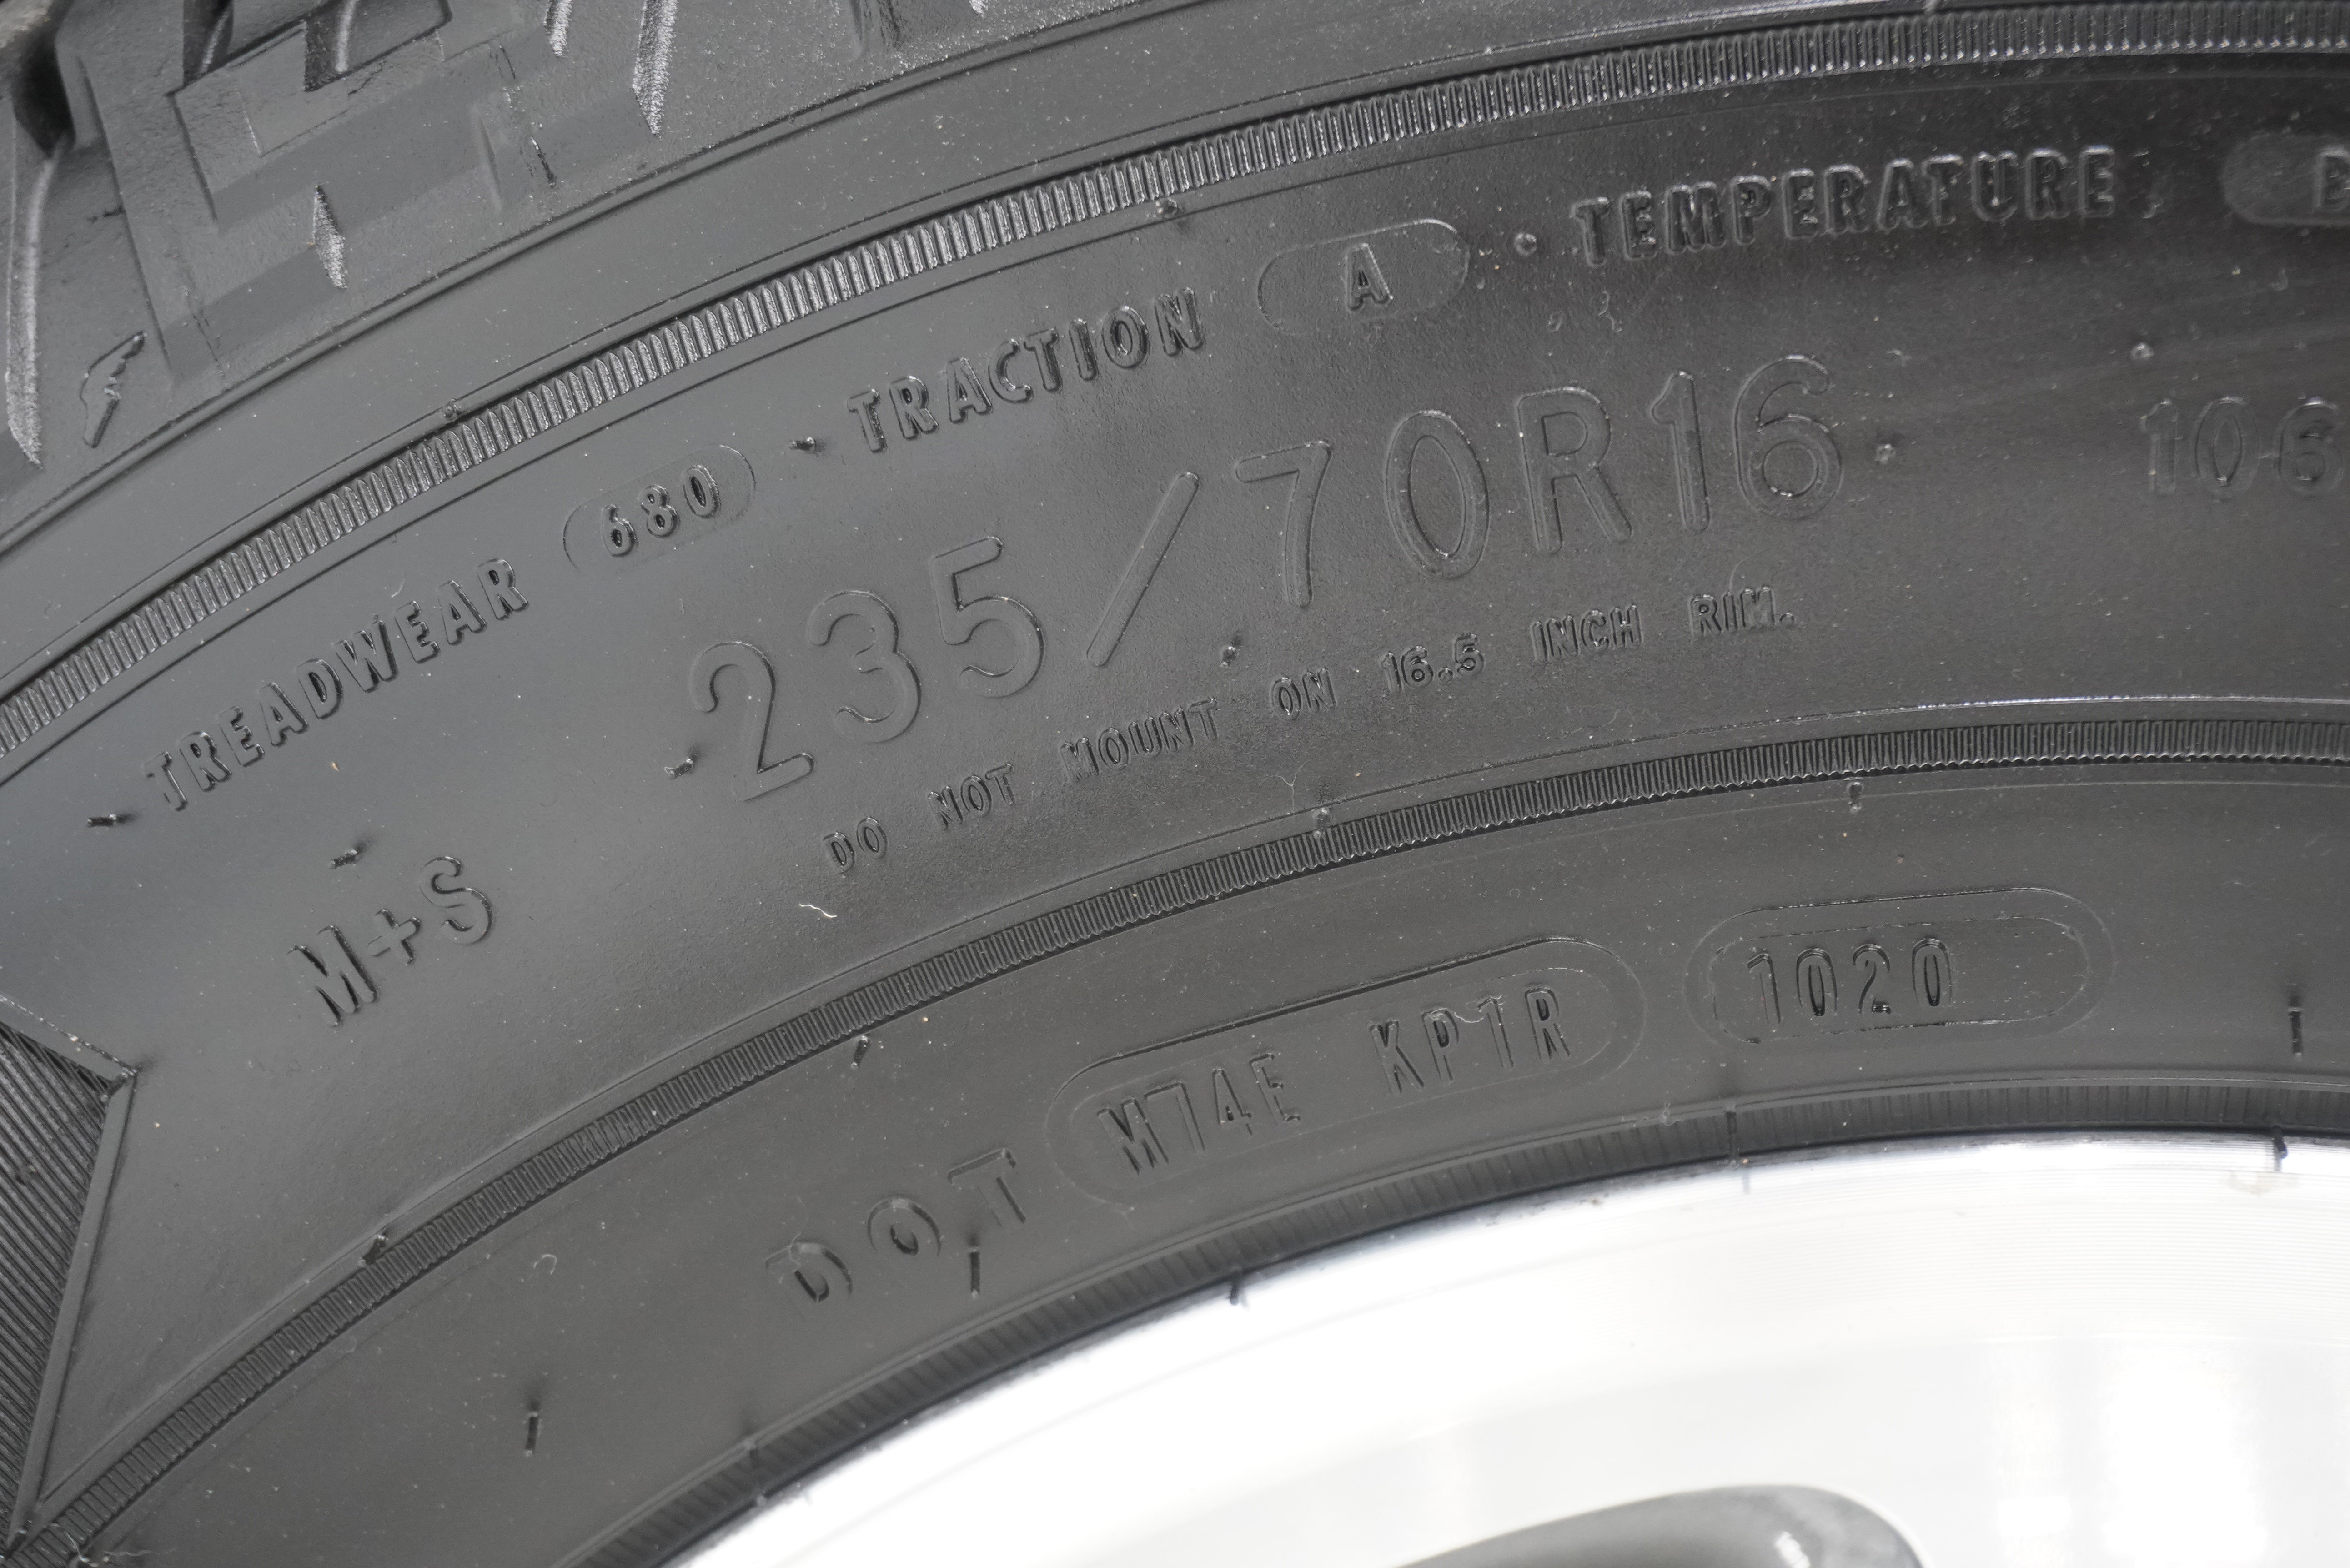 TREADWEAR 680 · TRACTION A · TEMPERATURE B
235/70R16 106
DO NOT MOUNT ON 16.5 INCH RIM.
M+S
DOT M74E KP1R 1020